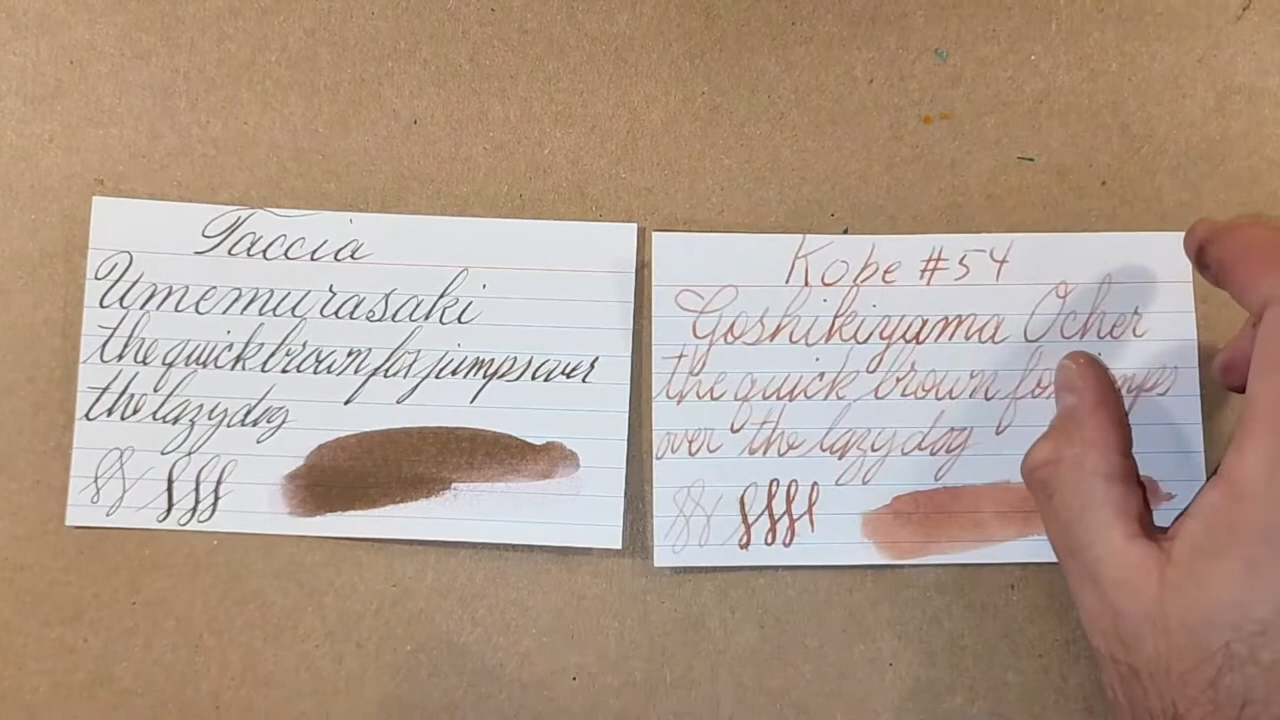 Taccia
Umemurasaki
the quick brown fox jumps over
the lazy dog
Kobe #54
Goshikiyama Ocher
the quick brown fox
over the lazy dog